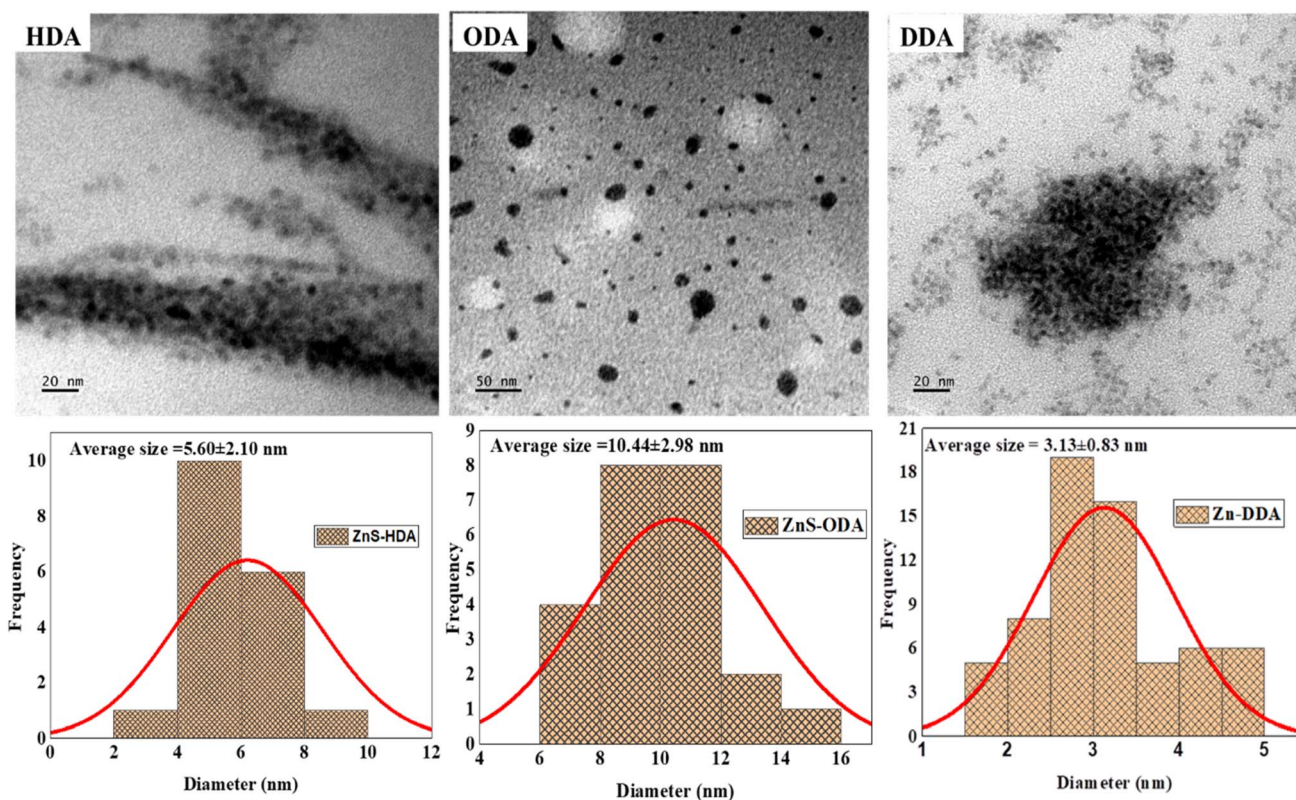 HDA
20 nm
ODA
50 nm
DDA
20 nm
Average size =5.60±2.10 nm
ZnS-HDA
Frequency
10
8
6
4
2
0
0 2 4 6 8 10 12
Diameter (nm)
Average size =10.44±2.98 nm
ZnS-ODA
Frequency
9
8
7
6
5
4
3
2
1
0
4 6 8 10 12 14 16
Diameter (nm)
Average size = 3.13±0.83 nm
Zn-DDA
Frequency
21
18
15
12
9
6
3
0
1 2 3 4 5
Diameter (nm)